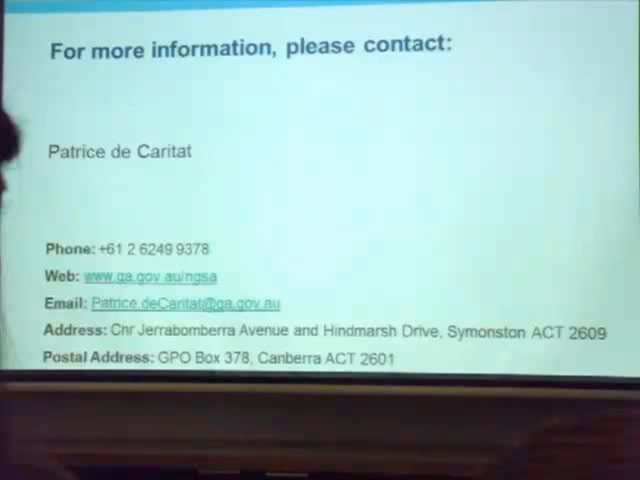 For more information, please contact:
Patrice de Caritat
Phone: +61 2 6249 9378
Web: www.ga.gov.au/ngsa
Email: Patrice.deCaritat@ga.gov.au
Address: Cnr Jerrabomberra Avenue and Hindmarsh Drive, Symonston ACT 2609
Postal Address: GPO Box 378, Canberra ACT 2601